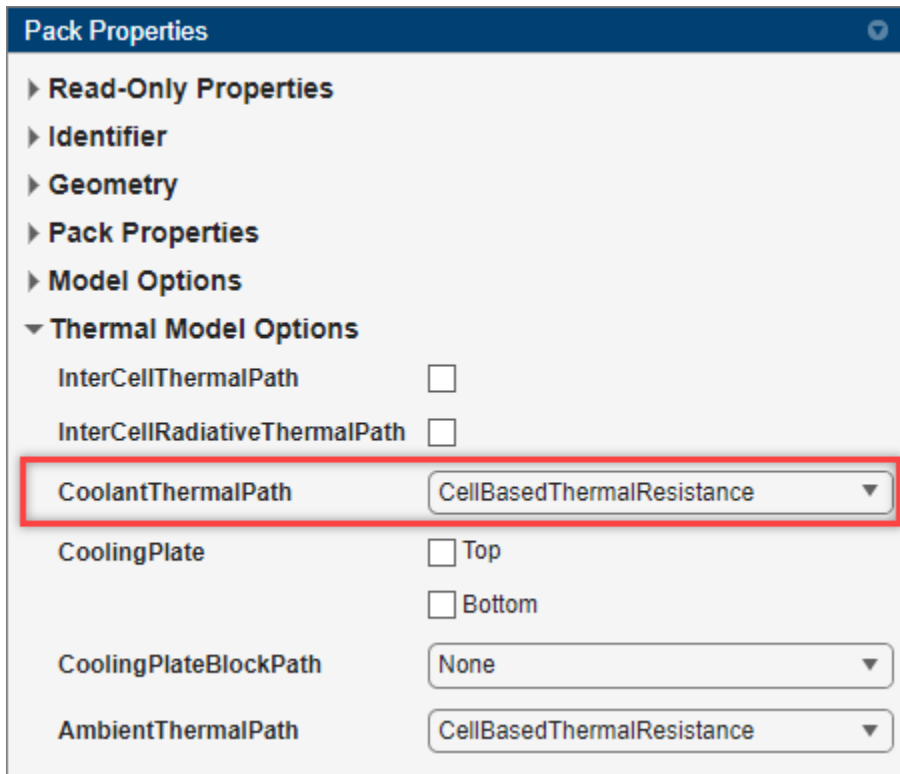 Pack Properties
Read-Only Properties
Identifier
Geometry
Pack Properties
Model Options
Thermal Model Options
InterCellThermalPath
InterCellRadiativeThermalPath
CoolantThermalPath CellBasedThermalResistance
CoolingPlate Top
Bottom
CoolingPlateBlockPath None
AmbientThermalPath CellBasedThermalResistance